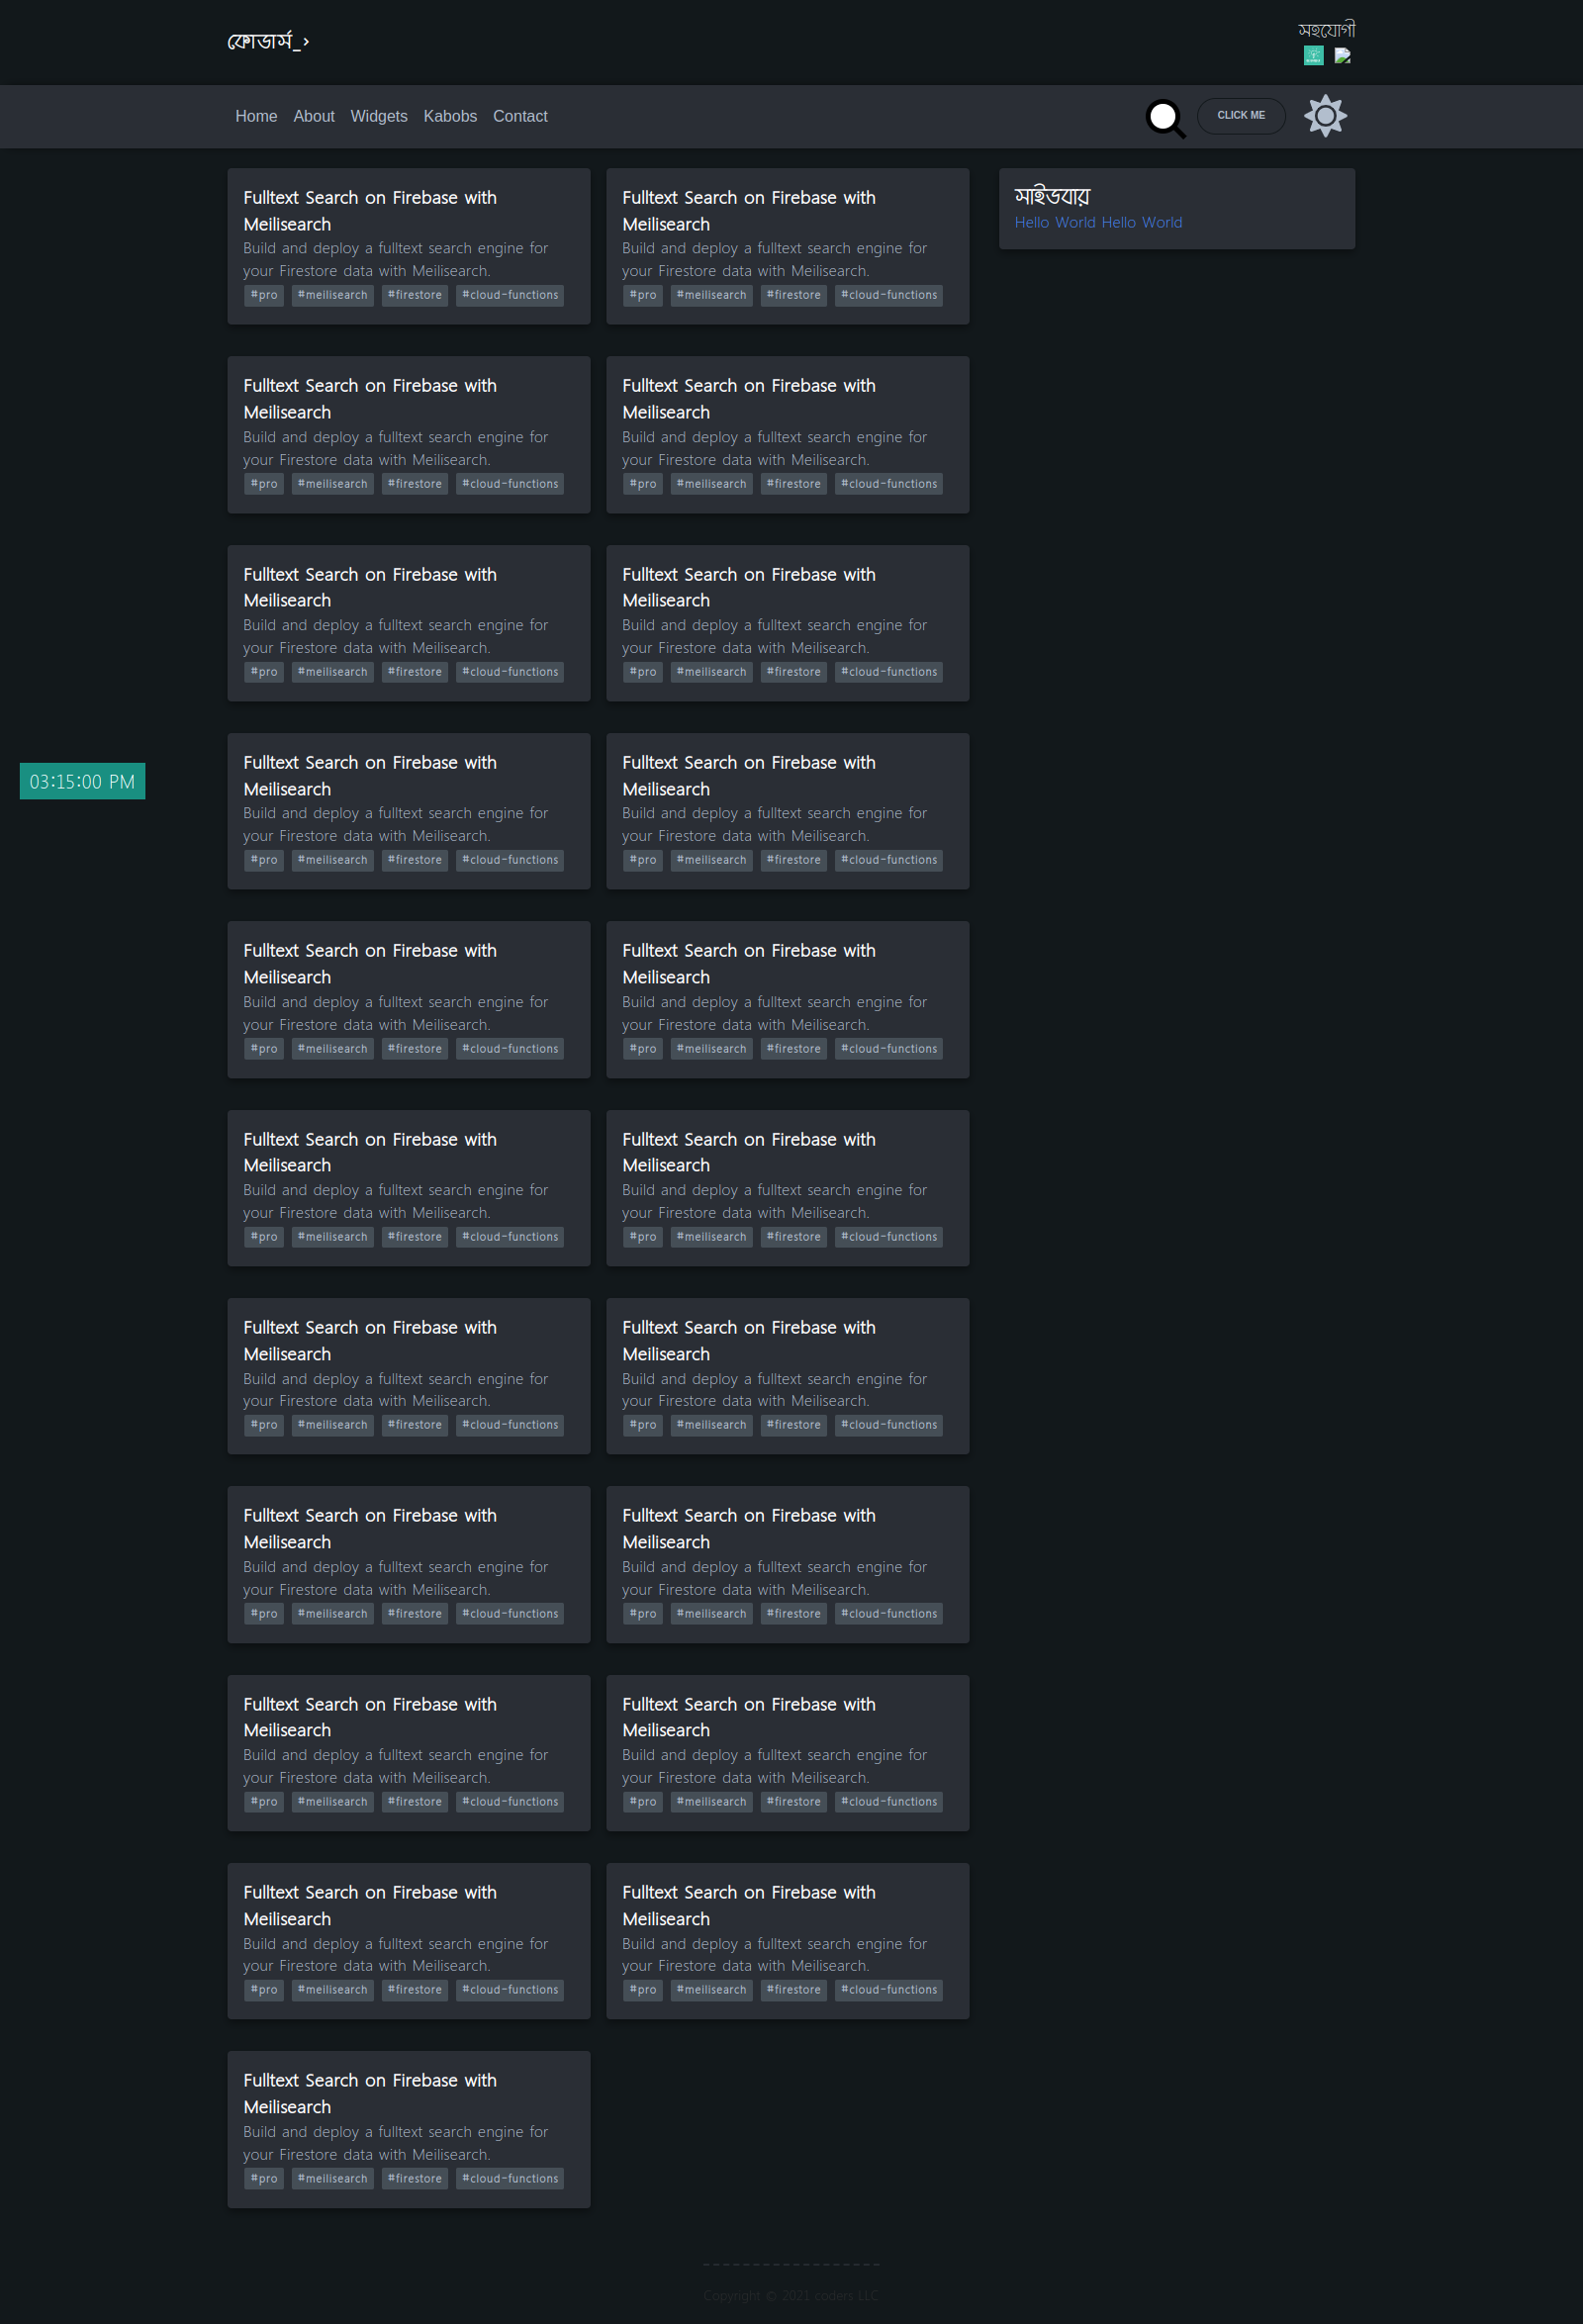 কোডার্স_›
সহযোগী
Home About Widgets Kabobs Contact
CLICK ME
Fulltext Search on Firebase with
Meilisearch
Build and deploy a fulltext search engine for
your Firestore data with Meilisearch.
#pro #meilisearch #firestore #cloud-functions
Fulltext Search on Firebase with
Meilisearch
Build and deploy a fulltext search engine for
your Firestore data with Meilisearch.
#pro #meilisearch #firestore #cloud-functions
সাইডবার
Hello World Hello World
Fulltext Search on Firebase with
Meilisearch
Build and deploy a fulltext search engine for
your Firestore data with Meilisearch.
#pro #meilisearch #firestore #cloud-functions
Fulltext Search on Firebase with
Meilisearch
Build and deploy a fulltext search engine for
your Firestore data with Meilisearch.
#pro #meilisearch #firestore #cloud-functions
Fulltext Search on Firebase with
Meilisearch
Build and deploy a fulltext search engine for
your Firestore data with Meilisearch.
#pro #meilisearch #firestore #cloud-functions
Fulltext Search on Firebase with
Meilisearch
Build and deploy a fulltext search engine for
your Firestore data with Meilisearch.
#pro #meilisearch #firestore #cloud-functions
03:15:00 PM
Fulltext Search on Firebase with
Meilisearch
Build and deploy a fulltext search engine for
your Firestore data with Meilisearch.
#pro #meilisearch #firestore #cloud-functions
Fulltext Search on Firebase with
Meilisearch
Build and deploy a fulltext search engine for
your Firestore data with Meilisearch.
#pro #meilisearch #firestore #cloud-functions
Fulltext Search on Firebase with
Meilisearch
Build and deploy a fulltext search engine for
your Firestore data with Meilisearch.
#pro #meilisearch #firestore #cloud-functions
Fulltext Search on Firebase with
Meilisearch
Build and deploy a fulltext search engine for
your Firestore data with Meilisearch.
#pro #meilisearch #firestore #cloud-functions
Fulltext Search on Firebase with
Meilisearch
Build and deploy a fulltext search engine for
your Firestore data with Meilisearch.
#pro #meilisearch #firestore #cloud-functions
Fulltext Search on Firebase with
Meilisearch
Build and deploy a fulltext search engine for
your Firestore data with Meilisearch.
#pro #meilisearch #firestore #cloud-functions
Fulltext Search on Firebase with
Meilisearch
Build and deploy a fulltext search engine for
your Firestore data with Meilisearch.
#pro #meilisearch #firestore #cloud-functions
Fulltext Search on Firebase with
Meilisearch
Build and deploy a fulltext search engine for
your Firestore data with Meilisearch.
#pro #meilisearch #firestore #cloud-functions
Fulltext Search on Firebase with
Meilisearch
Build and deploy a fulltext search engine for
your Firestore data with Meilisearch.
#pro #meilisearch #firestore #cloud-functions
Fulltext Search on Firebase with
Meilisearch
Build and deploy a fulltext search engine for
your Firestore data with Meilisearch.
#pro #meilisearch #firestore #cloud-functions
Fulltext Search on Firebase with
Meilisearch
Build and deploy a fulltext search engine for
your Firestore data with Meilisearch.
#pro #meilisearch #firestore #cloud-functions
Fulltext Search on Firebase with
Meilisearch
Build and deploy a fulltext search engine for
your Firestore data with Meilisearch.
#pro #meilisearch #firestore #cloud-functions
Fulltext Search on Firebase with
Meilisearch
Build and deploy a fulltext search engine for
your Firestore data with Meilisearch.
#pro #meilisearch #firestore #cloud-functions
Fulltext Search on Firebase with
Meilisearch
Build and deploy a fulltext search engine for
your Firestore data with Meilisearch.
#pro #meilisearch #firestore #cloud-functions
Fulltext Search on Firebase with
Meilisearch
Build and deploy a fulltext search engine for
your Firestore data with Meilisearch.
#pro #meilisearch #firestore #cloud-functions
Copyright © 2021 coders LLC